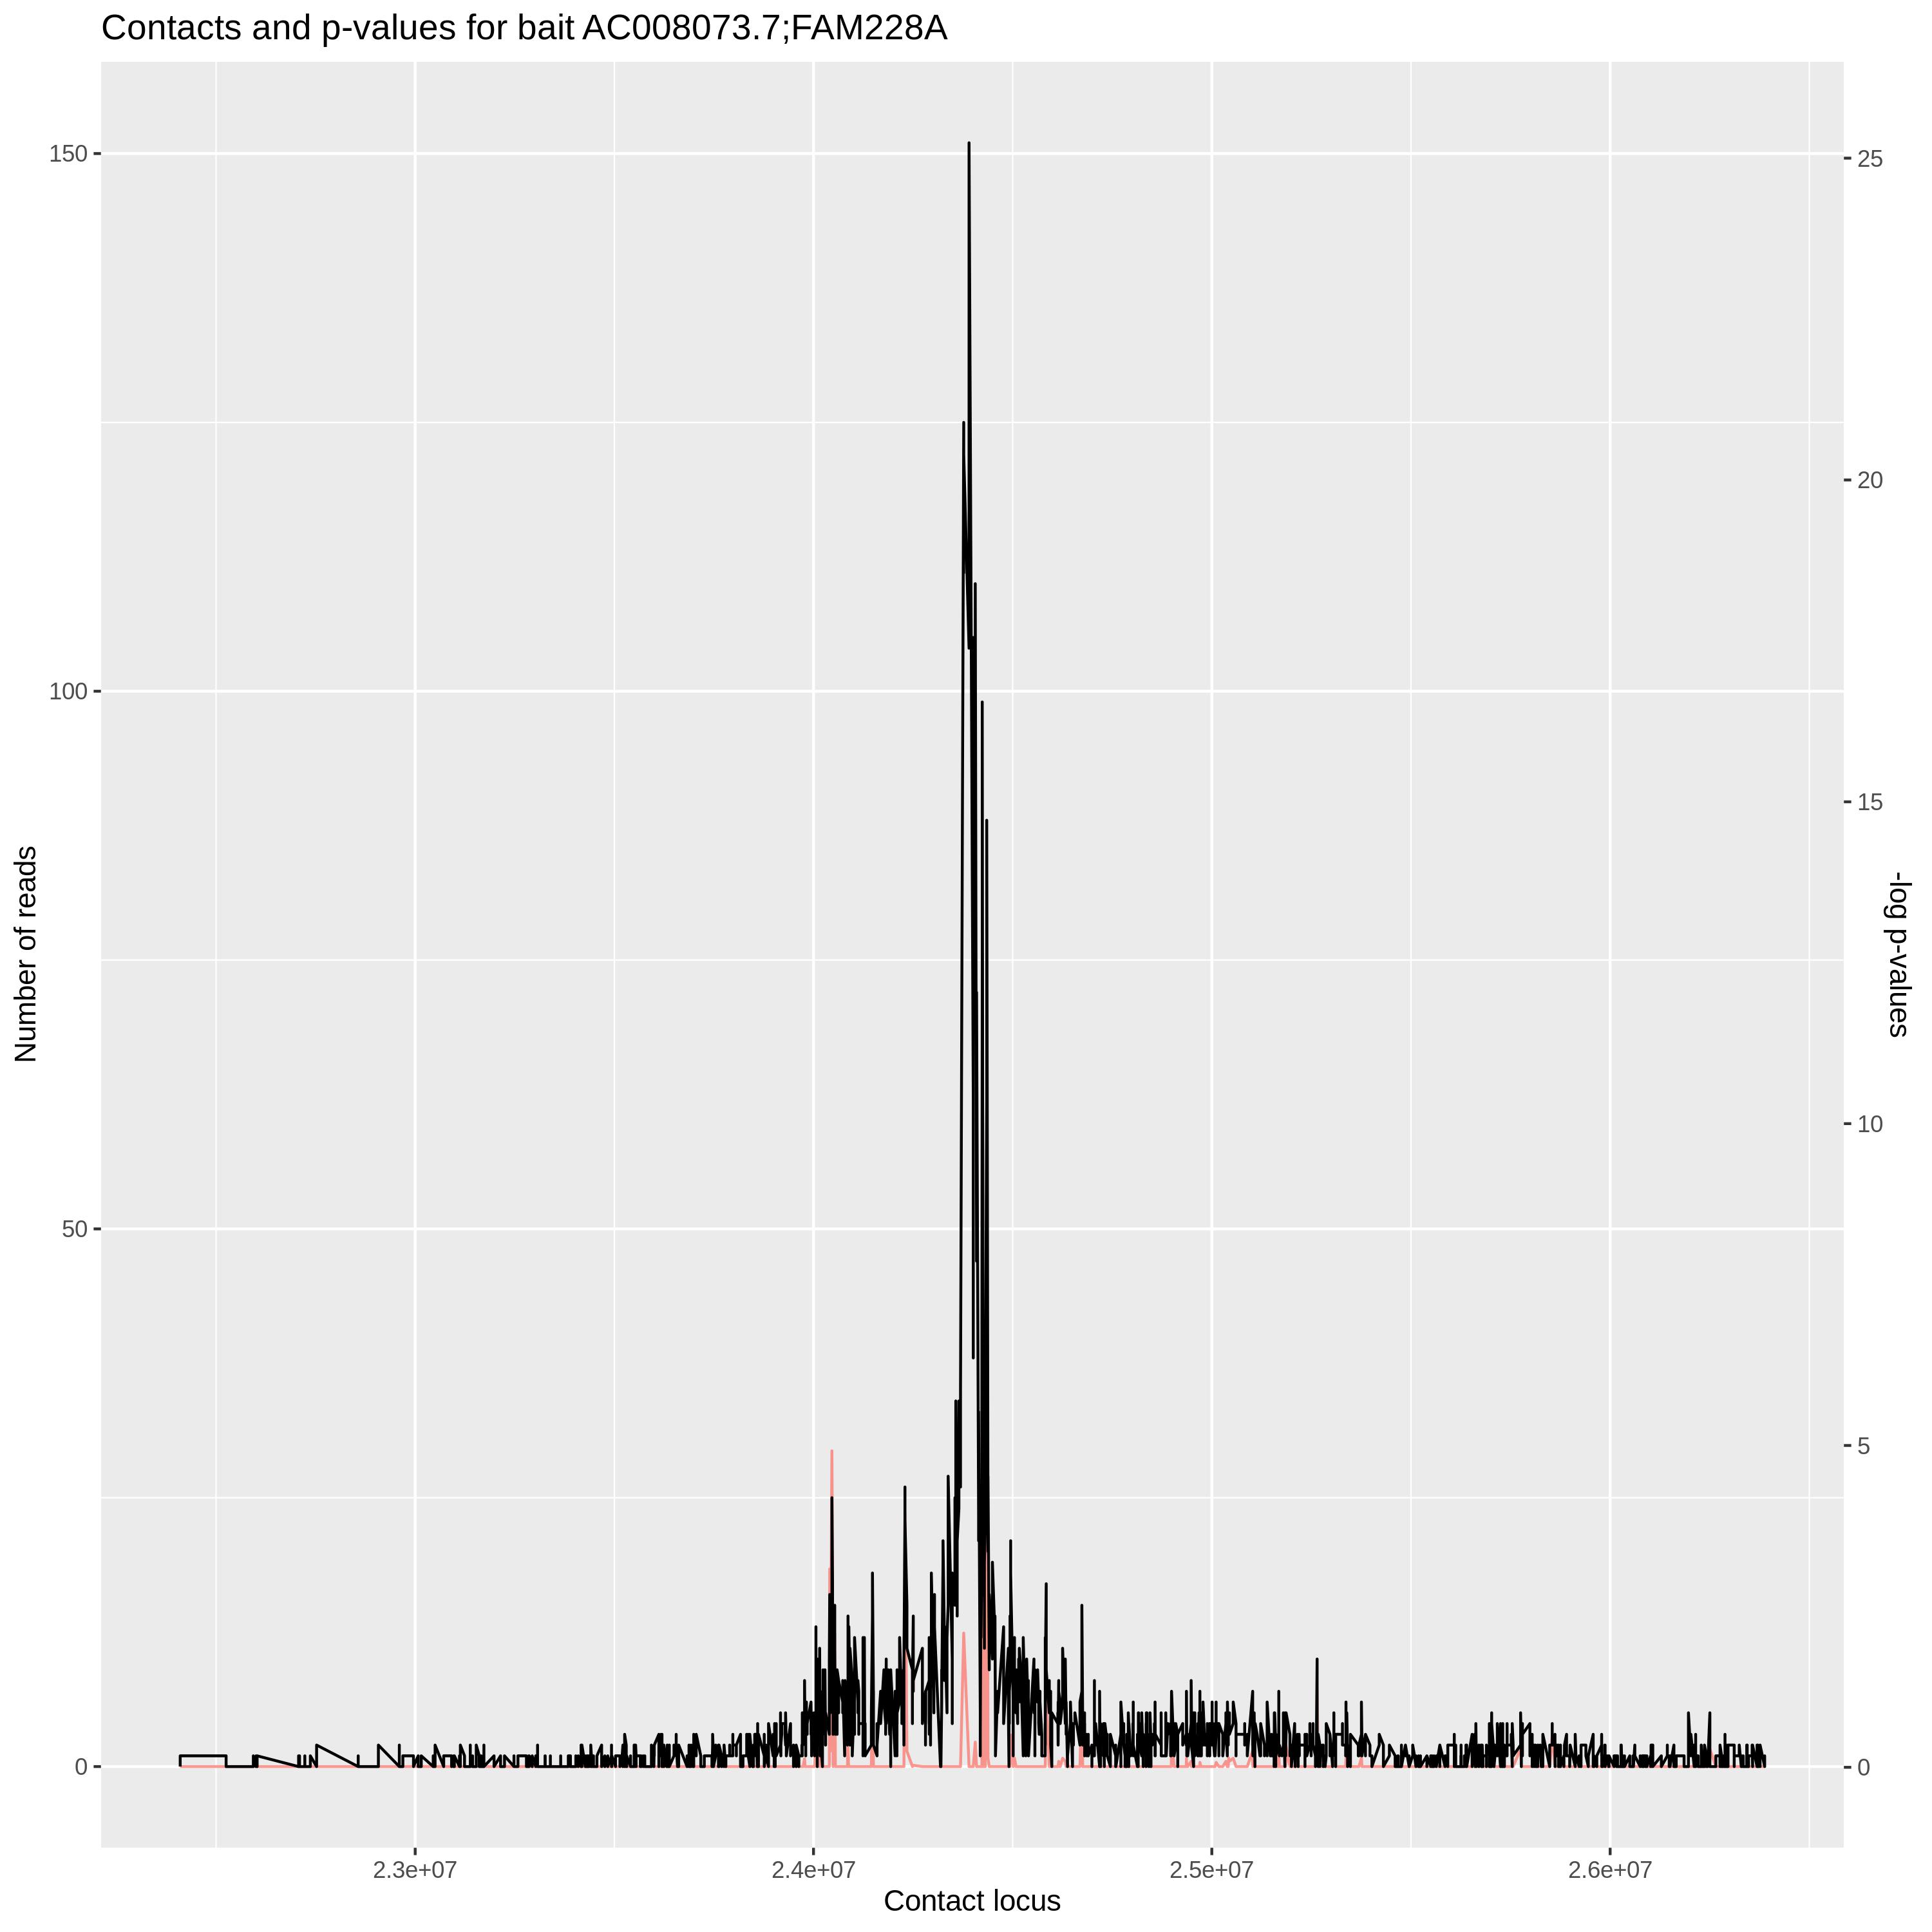 Contacts and p-values for bait AC008073.7;FAM228A
150
100
50
0
Number of reads
25
20
15
10
5
0
-log p-values
2.3e+07
2.4e+07
2.5e+07
2.6e+07
Contact locus